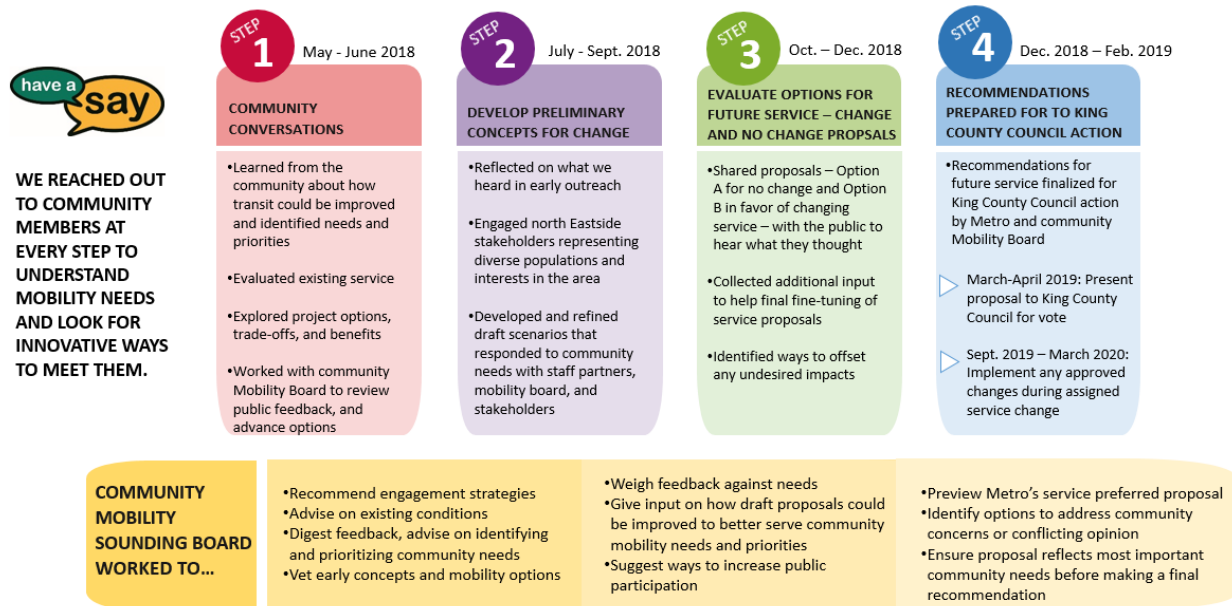 have a
say
WE REACHED OUT
TO COMMUNITY
MEMBERS AT
EVERY STEP TO
UNDERSTAND
MOBILITY NEEDS
AND LOOK FOR
INNOVATIVE WAYS
TO MEET THEM.
STEP
1
May - June 2018
COMMUNITY
CONVERSATIONS
•Learned from the
community about how
transit could be improved
and identified needs and
priorities
•Evaluated existing service
•Explored project options,
trade-offs, and benefits
•Worked with community
Mobility Board to review
public feedback, and
advance options
STEP
2
July - Sept. 2018
DEVELOP PRELIMINARY
CONCEPTS FOR CHANGE
•Reflected on what we
heard in early outreach
•Engaged north Eastside
stakeholders representing
diverse populations and
interests in the area
•Developed and refined
draft scenarios that
responded to community
needs with staff partners,
mobility board, and
stakeholders
STEP
3
Oct. – Dec. 2018
EVALUATE OPTIONS FOR
FUTURE SERVICE – CHANGE
AND NO CHANGE PROPSALS
•Shared proposals – Option
A for no change and Option
B in favor of changing
service – with the public to
hear what they thought
•Collected additional input
to help final fine-tuning of
service proposals
•Identified ways to offset
any undesired impacts
STEP
4
Dec. 2018 – Feb. 2019
RECOMMENDATIONS
PREPARED FOR TO KING
COUNTY COUNCIL ACTION
•Recommendations for
future service finalized for
King County Council action
by Metro and community
Mobility Board
March-April 2019: Present
proposal to King County
Council for vote
Sept. 2019 – March 2020:
Implement any approved
changes during assigned
service change
COMMUNITY
MOBILITY
SOUNDING BOARD
WORKED TO…
•Recommend engagement strategies
•Advise on existing conditions
•Digest feedback, advise on identifying
and prioritizing community needs
•Vet early concepts and mobility options
•Weigh feedback against needs
•Give input on how draft proposals could
be improved to better serve community
mobility needs and priorities
•Suggest ways to increase public
participation
•Preview Metro’s service preferred proposal
•Identify options to address community
concerns or conflicting opinion
•Ensure proposal reflects most important
community needs before making a final
recommendation